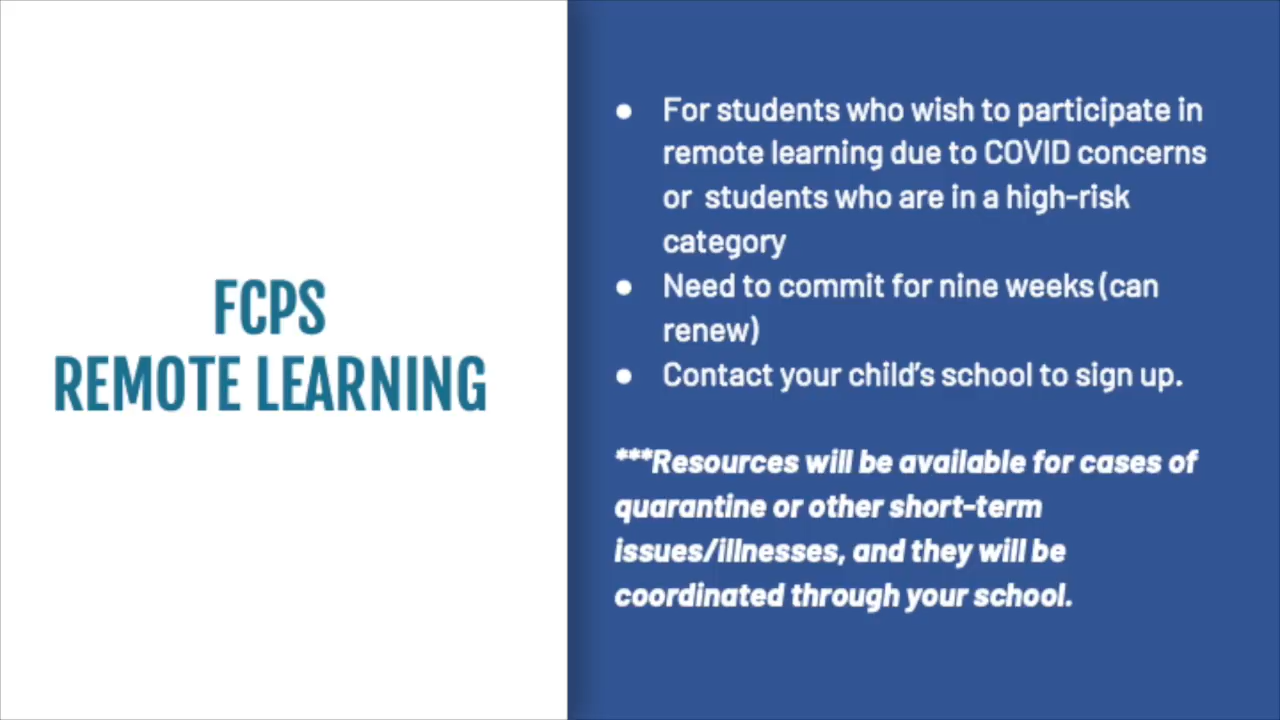 FCPS
REMOTE LEARNING
● For students who wish to participate in
remote learning due to COVID concerns
or  students who are in a high-risk
category
● Need to commit for nine weeks (can
renew)
● Contact your child’s school to sign up.
***Resources will be available for cases of
quarantine or other short-term
issues/illnesses, and they will be
coordinated through your school.